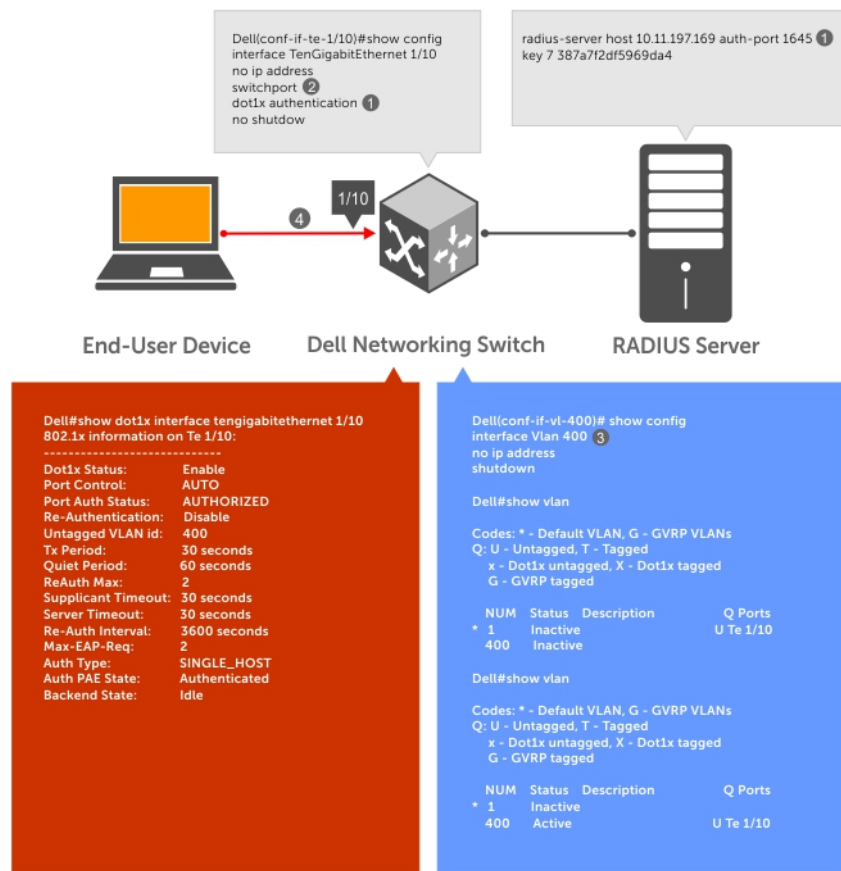 Dell(conf-if-te-1/10)#show config
interface TenGigabitEthernet 1/10
no ip address
switchport 2
dot1x authentication 1
no shutdow
radius-server host 10.11.197.169 auth-port 1645 1
key 7 387a7f2df5969da4
1/10
4
End-User Device
Dell Networking Switch
RADIUS Server
Dell#show dot1x interface tengigabitethernet 1/10
802.1x information on Te 1/10:
-----------------------------
Dot1x Status: Enable
Port Control: AUTO
Port Auth Status: AUTHORIZED
Re-Authentication: Disable
Untagged VLAN id: 400
Tx Period: 30 seconds
Quiet Period: 60 seconds
ReAuth Max: 2
Supplicant Timeout: 30 seconds
Server Timeout: 30 seconds
Re-Auth Interval: 3600 seconds
Max-EAP-Req: 2
Auth Type: SINGLE_HOST
Auth PAE State: Authenticated
Backend State: Idle
Dell(conf-if-vl-400)# show config
interface Vlan 400 3
no ip address
shutdown
Dell#show vlan
Codes: * - Default VLAN, G - GVRP VLANs
Q: U - Untagged, T - Tagged
x - Dot1x untagged, X - Dot1x tagged
G - GVRP tagged
NUM Status Description Q Ports
* 1 Inactive U Te 1/10
400 Inactive
Dell#show vlan
Codes: * - Default VLAN, G - GVRP VLANs
Q: U - Untagged, T - Tagged
x - Dot1x untagged, X - Dot1x tagged
G - GVRP tagged
NUM Status Description Q Ports
* 1 Inactive
400 Active U Te 1/10